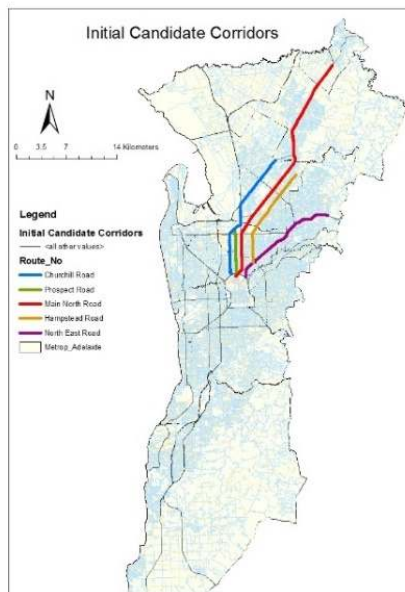 Initial Candidate Corridors
N
0 3.5 7 14 Kilometers
Legend
Initial Candidate Corridors
<all other values>
Route_No
Churchill Road
Prospect Road
Main North Road
Hampstead Road
North East Road
Metrop_Adelaide